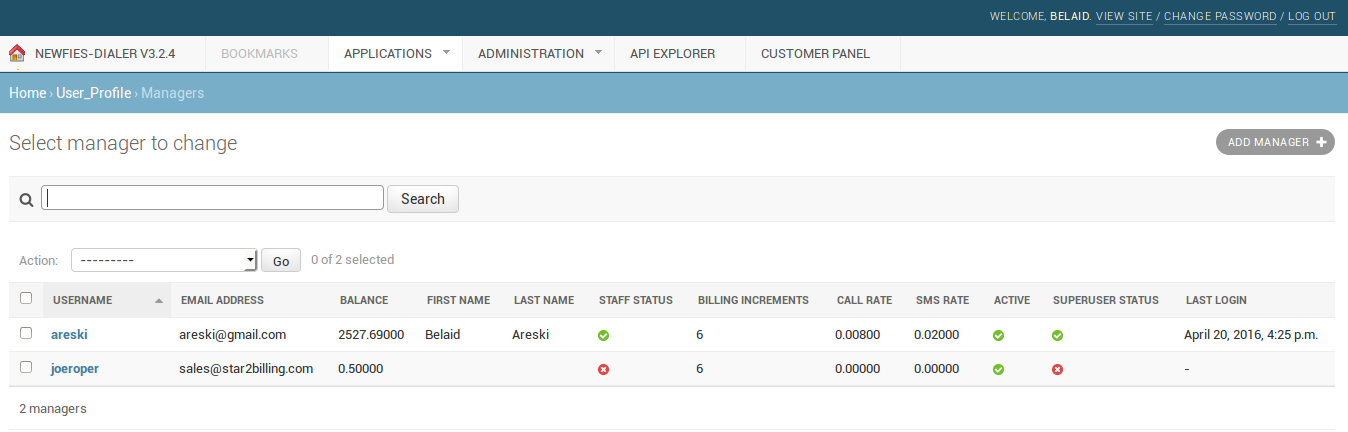 WELCOME, BELAID. VIEW SITE / CHANGE PASSWORD / LOG OUT
NEWFIES-DIALER V3.2.4 BOOKMARKS APPLICATIONS ADMINISTRATION API EXPLORER CUSTOMER PANEL
Home › User_Profile › Managers
Select manager to change ADD MANAGER +
Search
Action: --------- Go 0 of 2 selected
USERNAME EMAIL ADDRESS BALANCE FIRST NAME LAST NAME STAFF STATUS BILLING INCREMENTS CALL RATE SMS RATE ACTIVE SUPERUSER STATUS LAST LOGIN
areski areski@gmail.com 2527.69000 Belaid Areski 6 0.00800 0.02000 April 20, 2016, 4:25 p.m.
joeroper sales@star2billing.com 0.50000 6 0.00000 0.00000 -
2 managers